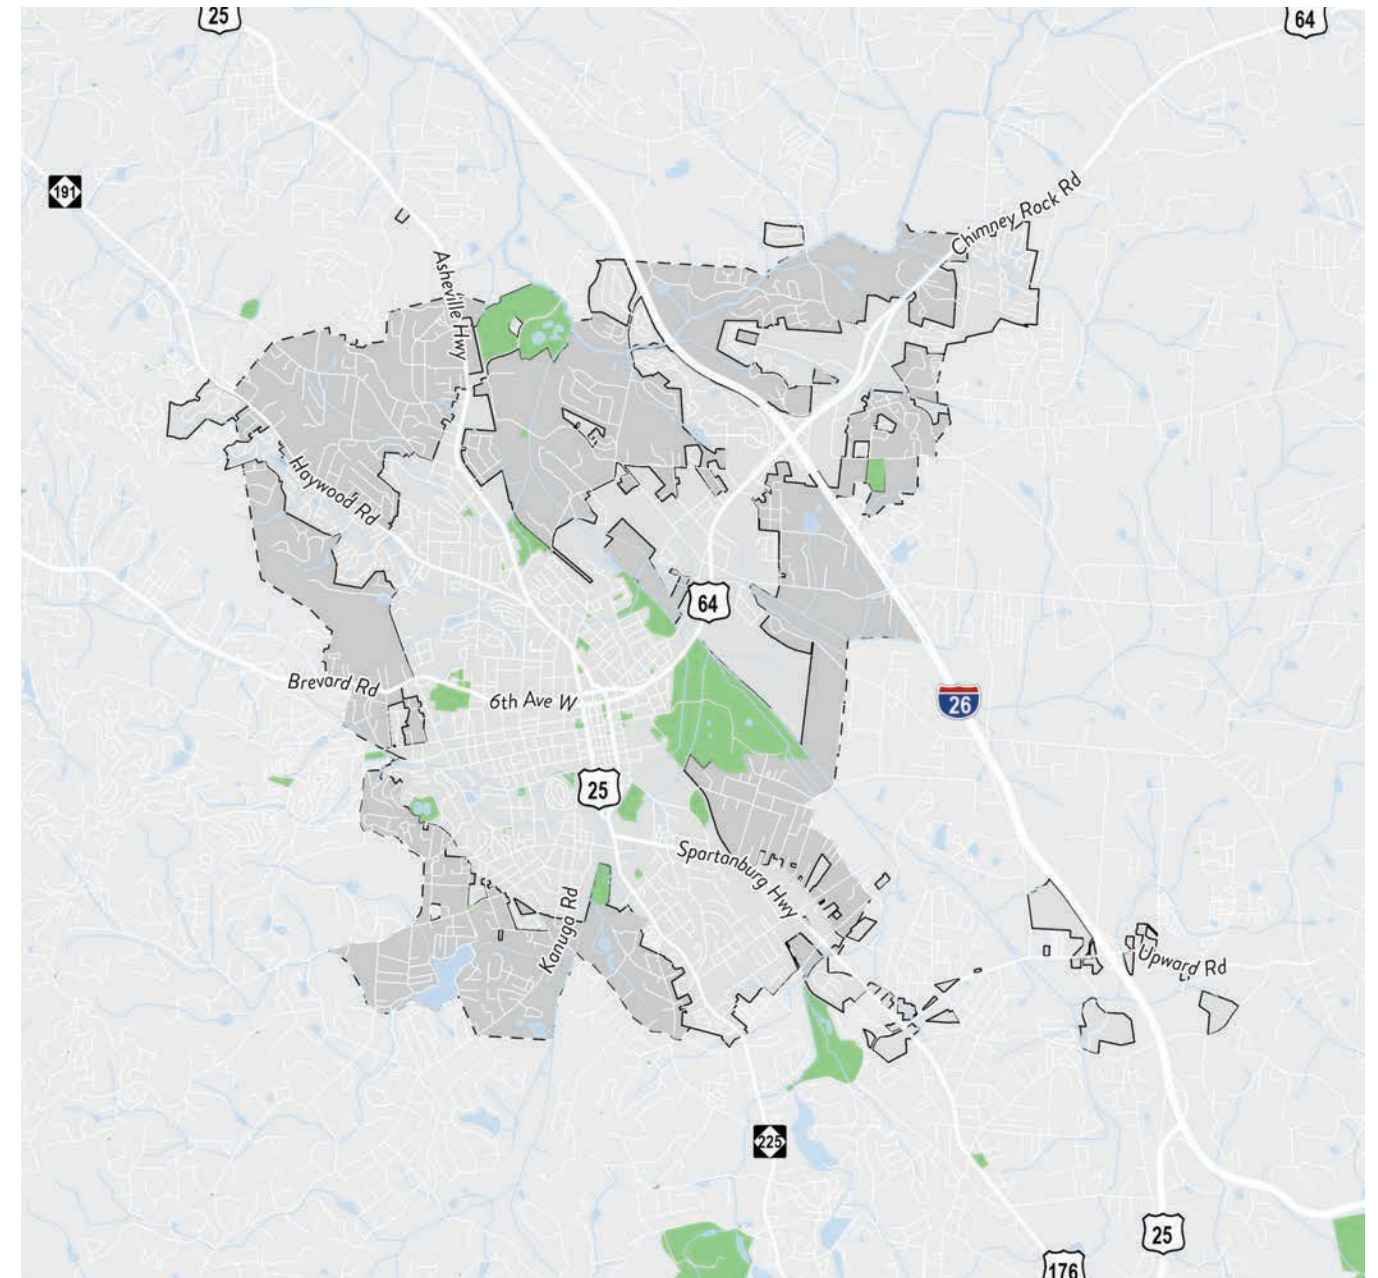 25
64
191
Chimney Rock Rd
Asheville Hwy
Haywood Rd
64
Brevard Rd
6th Ave W
26
25
Spartanburg Hwy
Kanuga Rd
Upward Rd
225
25
176